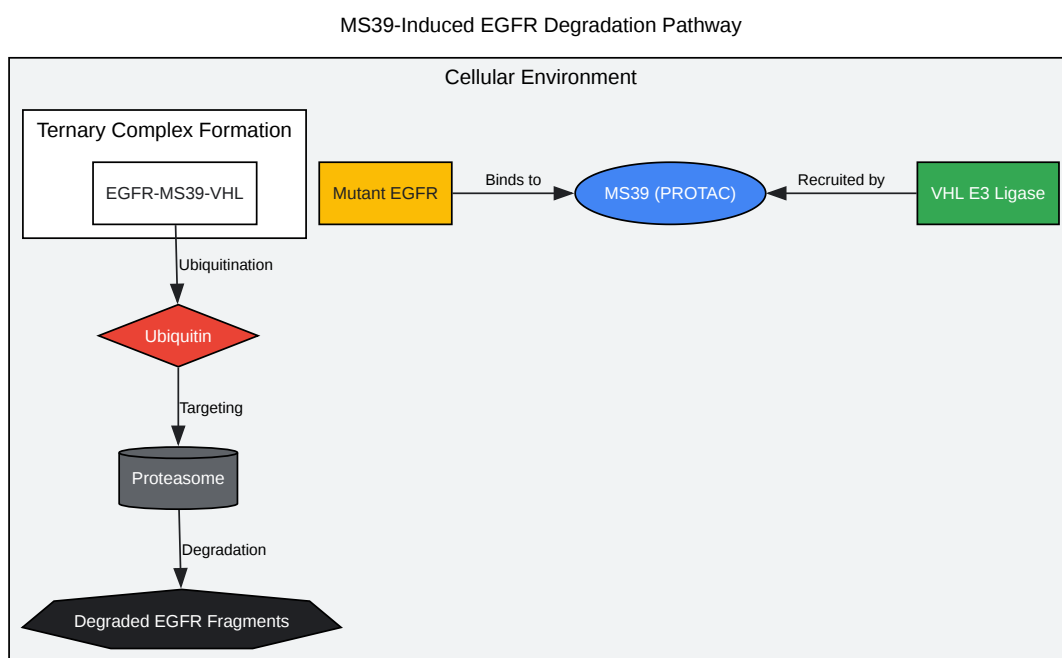 MS39-Induced EGFR Degradation Pathway
Cellular Environment
Ternary Complex Formation
EGFR-MS39-VHL
Mutant EGFR
Binds to
MS39 (PROTAC)
Recruited by
VHL E3 Ligase
Ubiquitination
Ubiquitin
Targeting
Proteasome
Degradation
Degraded EGFR Fragments